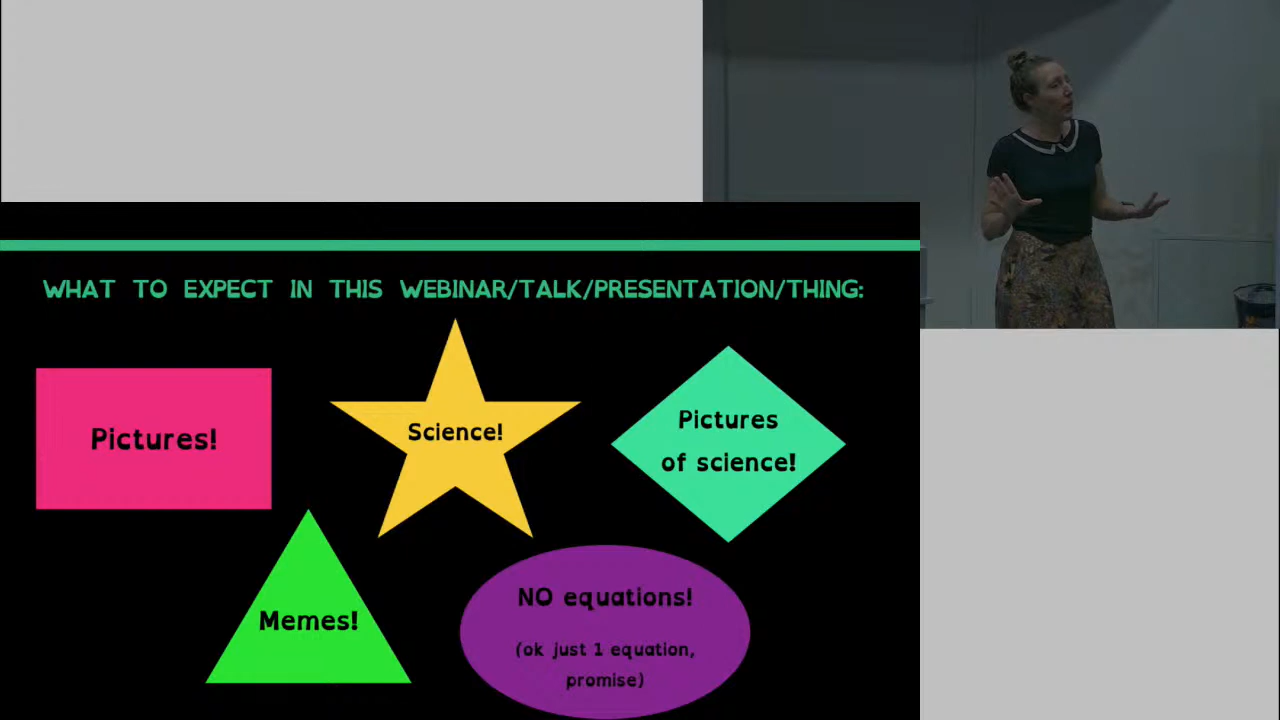 WHAT TO EXPECT IN THIS WEBINAR/TALK/PRESENTATION/THING:
Pictures!
Science!
Pictures
of science!
Memes!
NO equations!
(ok just 1 equation,
promise)